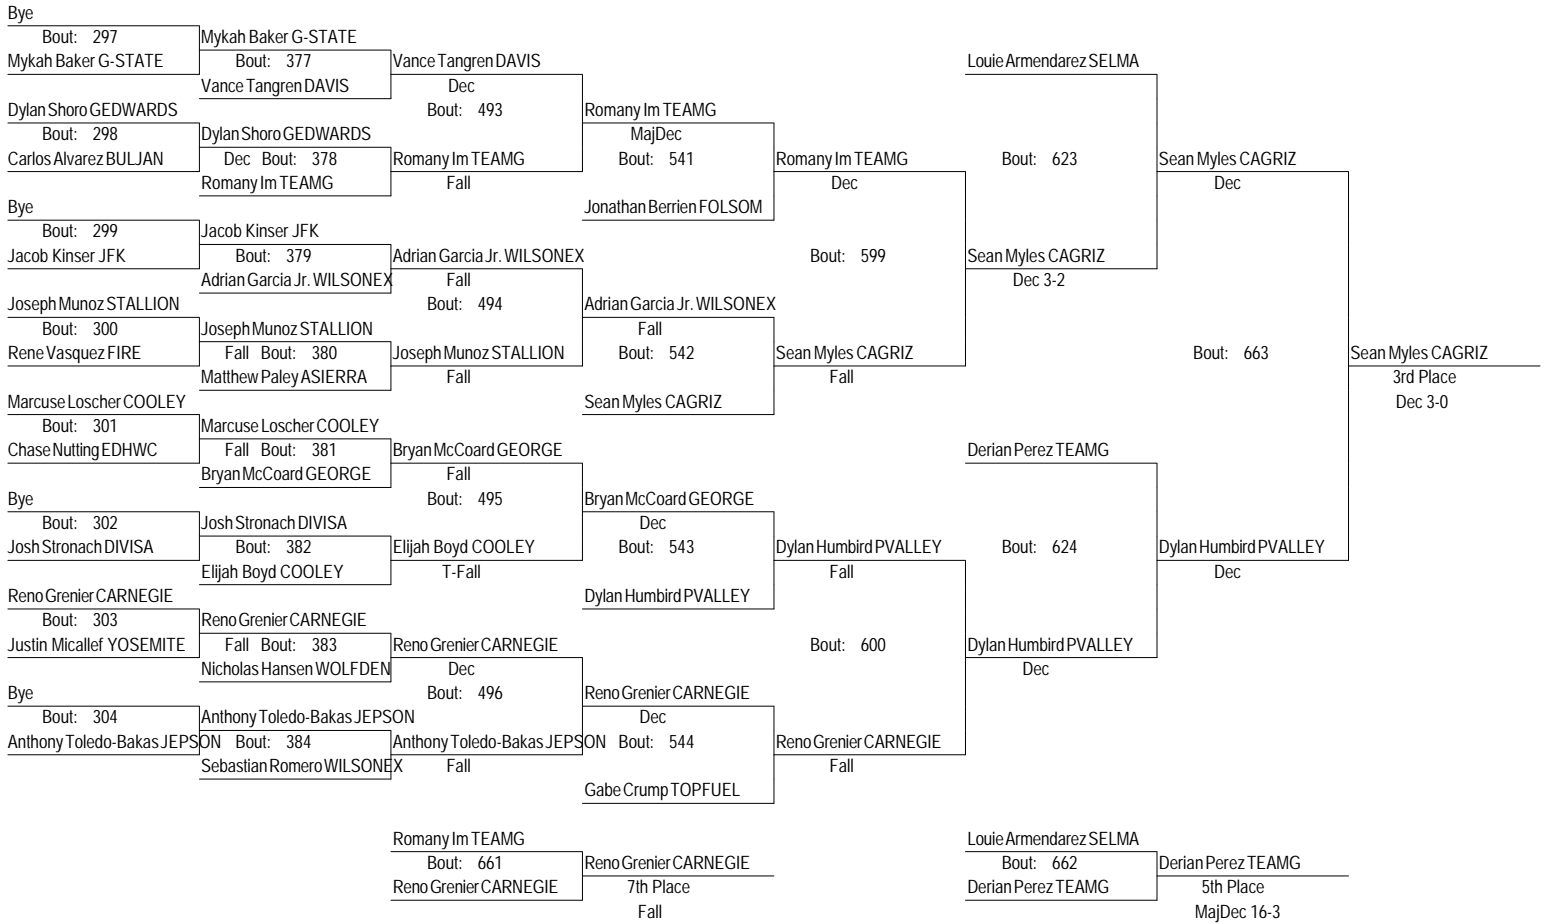 Bye
Bout: 297
Mykah Baker G-STATE
Mykah Baker G-STATE
Bout: 377
Vance Tangren DAVIS
Louie Armendarez SELMA
Vance Tangren DAVIS
Dec
Dylan Shoro GEDWARDS
Bout: 493
Romany Im TEAMG
Bout: 298
Dylan Shoro GEDWARDS
MajDec
Carlos Alvarez BULJAN
Dec Bout: 378
Romany Im TEAMG
Bout: 541
Romany Im TEAMG
Bout: 623
Sean Myles CAGRIZ
Romany Im TEAMG
Fall
Dec
Dec
Bye
Jonathan Berrien FOLSOM
Bout: 299
Jacob Kinser JFK
Jacob Kinser JFK
Bout: 379
Adrian Garcia Jr. WILSONEX
Bout: 599
Sean Myles CAGRIZ
Adrian Garcia Jr. WILSONEX
Fall
Dec 3-2
Joseph Munoz STALLION
Bout: 494
Adrian Garcia Jr. WILSONEX
Bout: 300
Joseph Munoz STALLION
Fall
Rene Vasquez FIRE
Fall Bout: 380
Joseph Munoz STALLION
Bout: 542
Sean Myles CAGRIZ
Bout: 663
Sean Myles CAGRIZ
Matthew Paley ASIERRA
Fall
Fall
3rd Place
Marcuse Loscher COOLEY
Sean Myles CAGRIZ
Dec 3-0
Bout: 301
Marcuse Loscher COOLEY
Chase Nutting EDHWC
Fall Bout: 381
Bryan McCoard GEORGE
Derian Perez TEAMG
Bryan McCoard GEORGE
Fall
Bye
Bout: 495
Bryan McCoard GEORGE
Bout: 302
Josh Stronach DIVISA
Dec
Josh Stronach DIVISA
Bout: 382
Elijah Boyd COOLEY
Bout: 543
Dylan Humbird PVALLEY
Bout: 624
Dylan Humbird PVALLEY
Elijah Boyd COOLEY
T-Fall
Fall
Dec
Reno Grenier CARNEGIE
Dylan Humbird PVALLEY
Bout: 303
Reno Grenier CARNEGIE
Justin Micallef YOSEMITE
Fall Bout: 383
Reno Grenier CARNEGIE
Bout: 600
Dylan Humbird PVALLEY
Nicholas Hansen WOLFDEN
Dec
Dec
Bye
Bout: 496
Reno Grenier CARNEGIE
Bout: 304
Anthony Toledo-Bakas JEPSON
Dec
Anthony Toledo-Bakas JEPSON
Bout: 384
Anthony Toledo-Bakas JEPSON
Bout: 544
Reno Grenier CARNEGIE
Sebastian Romero WILSONEX
Fall
Fall
Gabe Crump TOPFUEL
Romany Im TEAMG
Louie Armendarez SELMA
Bout: 661
Reno Grenier CARNEGIE
Bout: 662
Derian Perez TEAMG
Reno Grenier CARNEGIE
7th Place
Derian Perez TEAMG
5th Place
Fall
MajDec 16-3